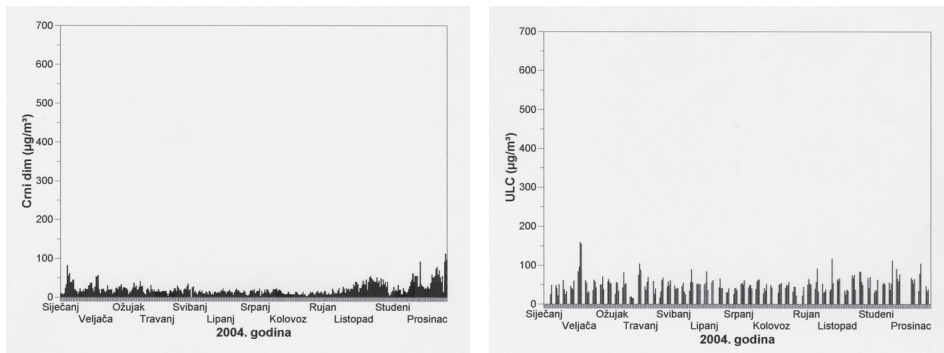 700
600
500
400
300
200
100
0
Crni dim (µg/m³)
Siječanj Ožujak Svibanj Srpanj Rujan Studeni
Veljača Travanj Lipanj Kolovoz Listopad Prosinac
2004. godina
700
600
500
400
300
200
100
0
ULC (µg/m³)
Siječanj Ožujak Svibanj Srpanj Rujan Studeni
Veljača Travanj Lipanj Kolovoz Listopad Prosinac
2004. godina